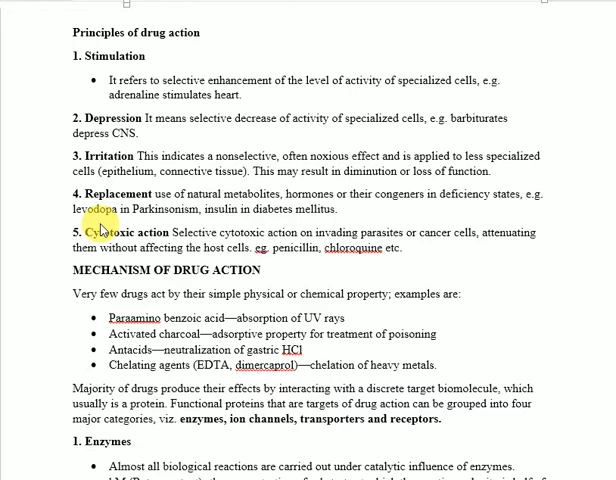 Principles of drug action
1. Stimulation
• It refers to selective enhancement of the level of activity of specialized cells, e.g.
adrenaline stimulates heart.
2. Depression It means selective decrease of activity of specialized cells, e.g. barbiturates
depress CNS.
3. Irritation This indicates a nonselective, often noxious effect and is applied to less specialized
cells (epithelium, connective tissue). This may result in diminution or loss of function.
4. Replacement use of natural metabolites, hormones or their congeners in deficiency states, e.g.
levodopa in Parkinsonism, insulin in diabetes mellitus.
5. Cytotoxic action Selective cytotoxic action on invading parasites or cancer cells, attenuating
them without affecting the host cells. eg. penicillin, chloroquine etc.
MECHANISM OF DRUG ACTION
Very few drugs act by their simple physical or chemical property; examples are:
• Paraamino benzoic acid—absorption of UV rays
• Activated charcoal—adsorptive property for treatment of poisoning
• Antacids—neutralization of gastric HCl
• Chelating agents (EDTA, dimercaprol)—chelation of heavy metals.
Majority of drugs produce their effects by interacting with a discrete target biomolecule, which
usually is a protein. Functional proteins that are targets of drug action can be grouped into four
major categories, viz. enzymes, ion channels, transporters and receptors.
1. Enzymes
• Almost all biological reactions are carried out under catalytic influence of enzymes.